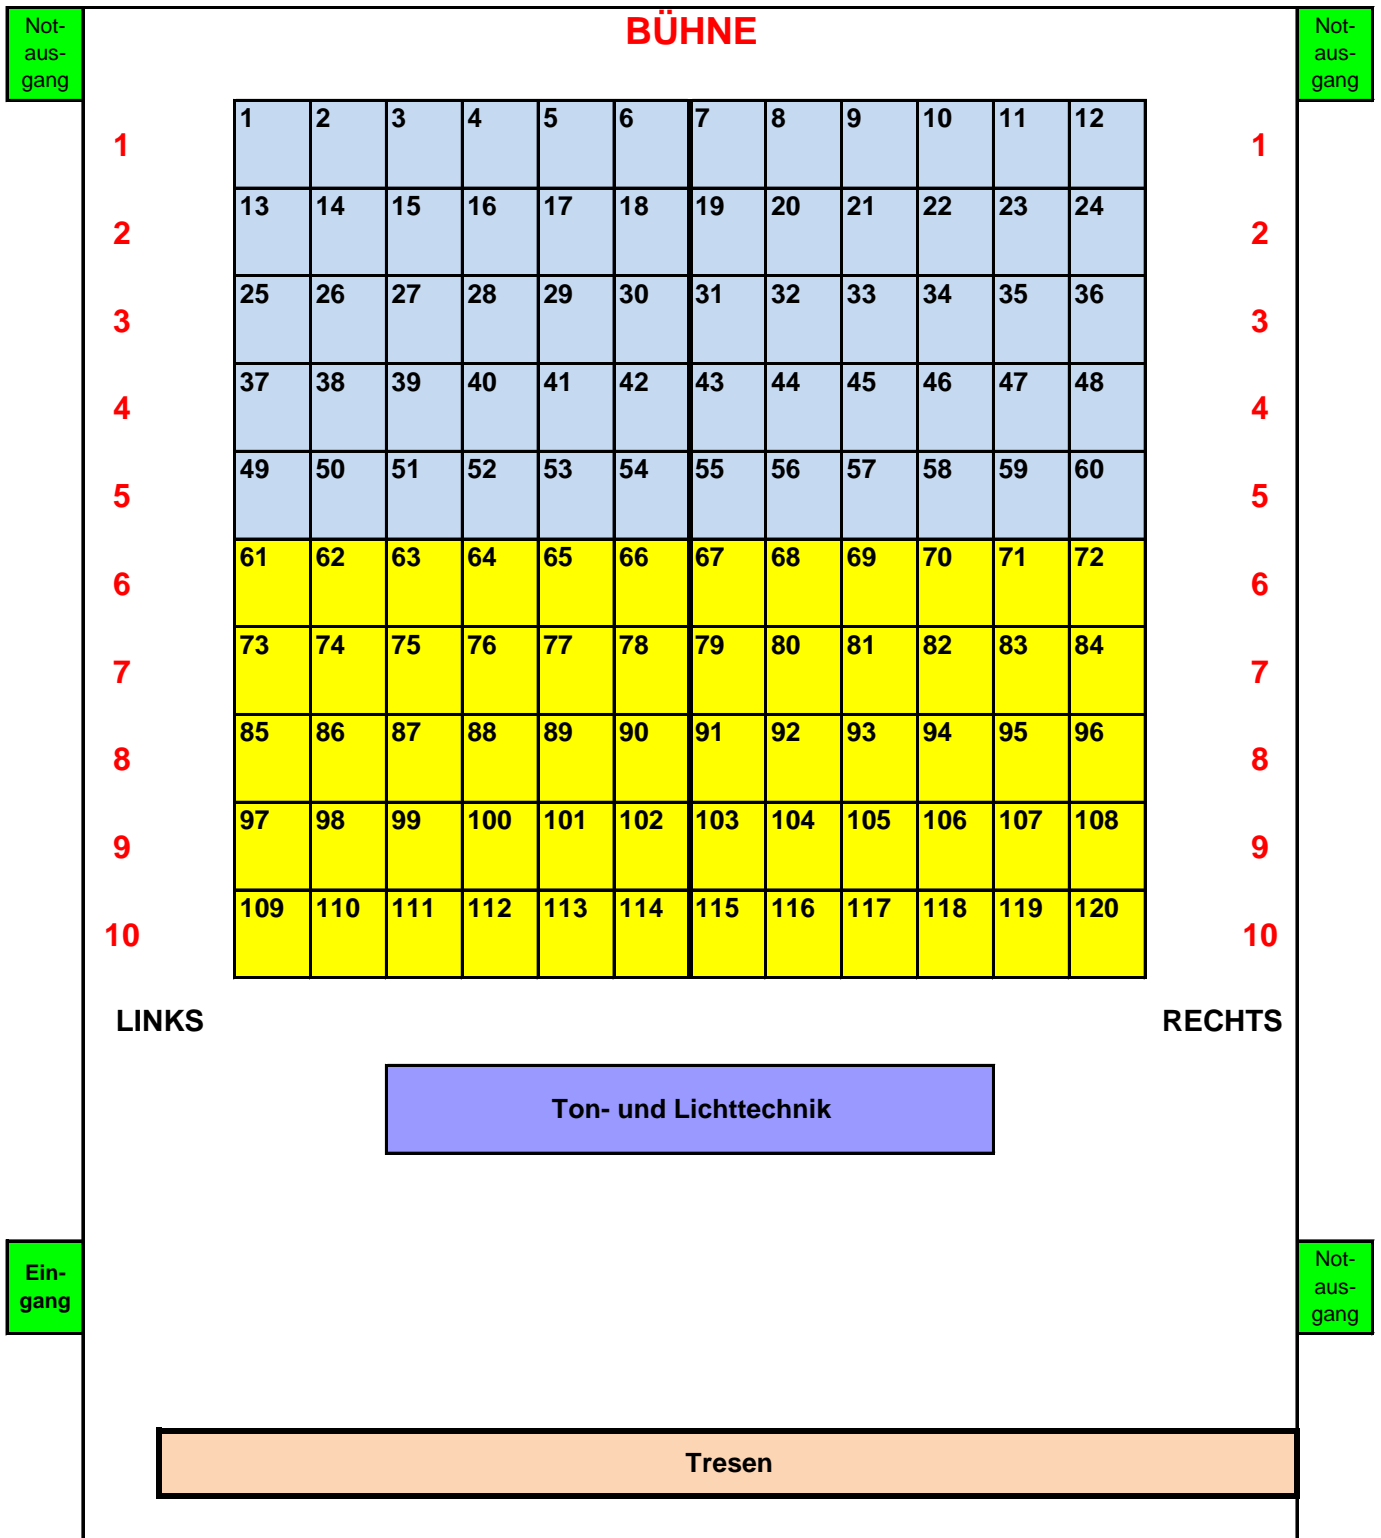 Not-
aus-
gang
BÜHNE
Not-
aus-
gang
1 1 2 3 4 5 6 7 8 9 10 11 12 1
2 13 14 15 16 17 18 19 20 21 22 23 24 2
3 25 26 27 28 29 30 31 32 33 34 35 36 3
4 37 38 39 40 41 42 43 44 45 46 47 48 4
5 49 50 51 52 53 54 55 56 57 58 59 60 5
6 61 62 63 64 65 66 67 68 69 70 71 72 6
7 73 74 75 76 77 78 79 80 81 82 83 84 7
8 85 86 87 88 89 90 91 92 93 94 95 96 8
9 97 98 99 100 101 102 103 104 105 106 107 108 9
10 109 110 111 112 113 114 115 116 117 118 119 120 10
LINKS RECHTS
Ton- und Lichttechnik
Ein-
gang
Not-
aus-
gang
Tresen